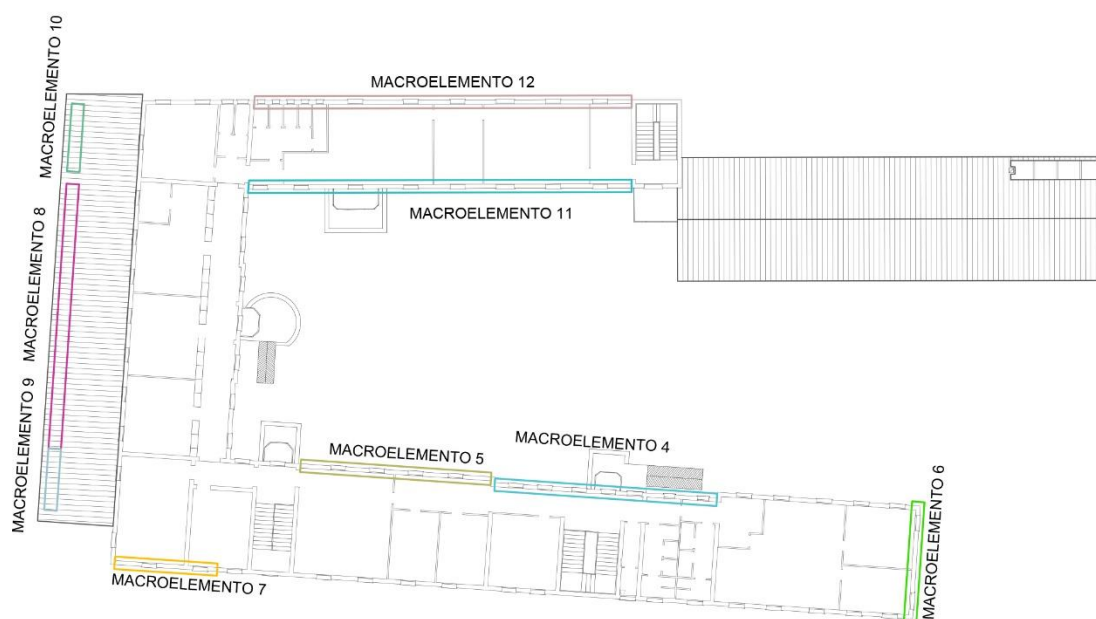 MACROELEMENTO 10
MACROELEMENTO 12
MACROELEMENTO 11
MACROELEMENTO 8
MACROELEMENTO 9
MACROELEMENTO 4
MACROELEMENTO 5
MACROELEMENTO 6
MACROELEMENTO 7